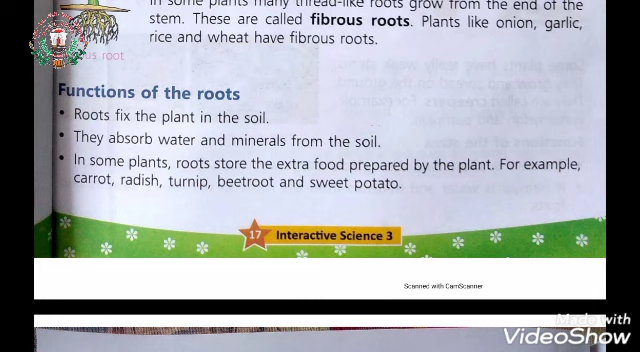 In some plants many thread-like roots grow from the end of the
stem. These are called fibrous roots. Plants like onion, garlic,
rice and wheat have fibrous roots.
us root
Functions of the roots
• Roots fix the plant in the soil.
• They absorb water and minerals from the soil.
• In some plants, roots store the extra food prepared by the plant. For example,
carrot, radish, turnip, beetroot and sweet potato.
17 Interactive Science 3
Scanned with CamScanner
Made with
VideoShow